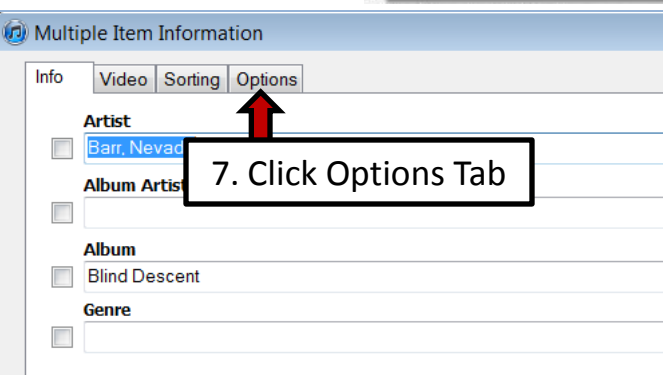 Multiple Item Information
Info Video Sorting Options
Artist
Barr, Nevad
7. Click Options Tab
Album Artist
Album
Blind Descent
Genre